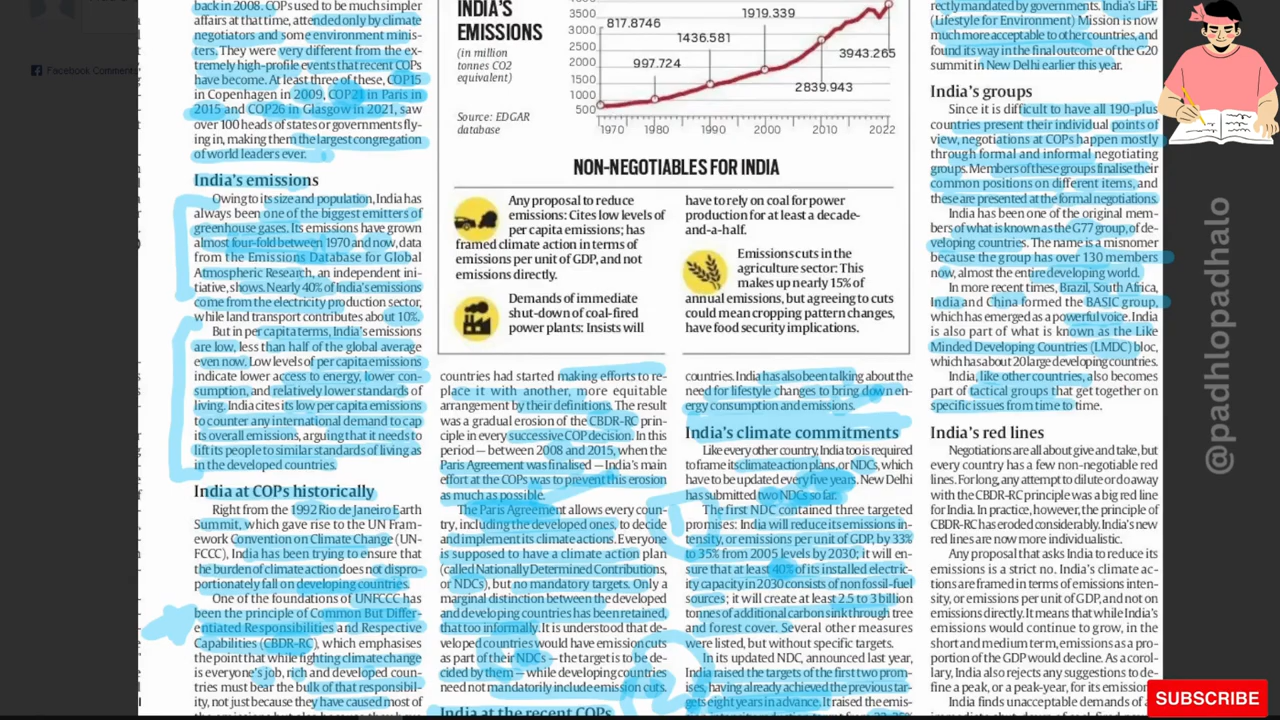 Facebook Comments
back in 2008. COPs used to be much simpler
affairs at that time, attended only by climate
negotiators and some environment minis-
ters. They were very different from the ex-
tremely high-profile events that recent COPs
have become. At least three of these, COP15
in Copenhagen in 2009, COP21 in Paris in
2015 and COP26 in Glasgow in 2021, saw
over 100 heads of states or governments fly-
ing in, making them the largest congregation
of world leaders ever.
India's emissions
Owing to its size and population, India has
always been one of the biggest emitters of
greenhouse gases. Its emissions have grown
almost four-fold between 1970 and now, data
from the Emissions Database for Global
Atmospheric Research, an independent ini-
tiative, shows. Nearly 40% of India's emissions
come from the electricity production sector,
while land transport contributes about 10%.
But in per capita terms, India's emissions
are low, less than half of the global average
even now. Low levels of per capita emissions
indicate lower access to energy, lower con-
sumption, and relatively lower standards of
living. India cites its low per capita emissions
to counter any international demand to cap
its overall emissions, arguing that it needs to
lift its people to similar standards of living as
in the developed countries.
India at COPs historically
Right from the 1992 Rio de Janeiro Earth
Summit, which gave rise to the UN Fram-
ework Convention on Climate Change (UN-
FCCC), India has been trying to ensure that
the burden of climate action does not dispro-
portionately fall on developing countries.
One of the foundations of UNFCCC has
been the principle of Common But Differ-
entiated Responsibilities and Respective
Capabilities (CBDR-RC), which emphasises
the point that while fighting climate change
is everyone's job, rich and developed coun-
tries must bear the bulk of that responsibil-
ity, not just because they have caused most of
INDIA'S
EMISSIONS
(in million
tonnes CO2
equivalent)
Source: EDGAR
database
3500
3000
2500
2000
1500
1000
500
817.8746
997.724
1436.581
1919.339
2839.943
3943.265
1970
1980
1990
2000
2010
2022
NON-NEGOTIABLES FOR INDIA
Any proposal to reduce
emissions: Cites low levels of
per capita emissions; has
framed climate action in terms of
emissions per unit of GDP, and not
emissions directly.
Demands of immediate
shut-down of coal-fired
power plants: Insists will
have to rely on coal for power
production for at least a decade-
and-a-half.
Emissions cuts in the
agriculture sector: This
makes up nearly 15% of
annual emissions, but agreeing to cuts
could mean cropping pattern changes,
have food security implications.
countries had started making efforts to re-
place it with another, more equitable
arrangement by their definitions. The result
was a gradual erosion of the CBDR-RC prin-
ciple in every successive COP decision. In this
period — between 2008 and 2015, when the
Paris Agreement was finalised — India's main
effort at the COPs was to prevent this erosion
as much as possible.
The Paris Agreement allows every coun-
try, including the developed ones, to decide
and implement its climate actions. Everyone
is supposed to have a climate action plan
(called Nationally Determined Contributions,
or NDCs), but no mandatory targets. Only a
marginal distinction between the developed
and developing countries has been retained,
that too informally. It is understood that de-
veloped countries would have emission cuts
as part of their NDCs — the target is to be de-
cided by them — while developing countries
need not mandatorily include emission cuts.
India at the recent COPs
countries. India has also been talking about the
need for lifestyle changes to bring down en-
ergy consumption and emissions.
India's climate commitments
Like every other country, India too is required
to frame its climate action plans, or NDCs, which
have to be updated every five years. New Delhi
has submitted two NDCs so far.
The first NDC contained three targeted
promises: India will reduce its emissions in-
tensity, or emissions per unit of GDP, by 33%
to 35% from 2005 levels by 2030; it will en-
sure that at least 40% of its installed electric-
ity capacity in 2030 consists of non fossil-fuel
sources; it will create at least 2.5 to 3 billion
tonnes of additional carbon sink through tree
and forest cover. Several other measures
were listed, but without specific targets.
In its updated NDC, announced last year,
India raised the targets of the first two prom-
ises, having already achieved the previous tar-
gets eight years in advance. It raised the emis-
rectly mandated by governments. India's LiFE
(Lifestyle for Environment) Mission is now
much more acceptable to other countries, and
found its way in the final outcome of the G20
summit in New Delhi earlier this year.
India's groups
Since it is difficult to have all 190-plus
countries present their individual points of
view, negotiations at COPs happen mostly
through formal and informal negotiating
groups. Members of these groups finalise their
common positions on different items, and
these are presented at the formal negotiations.
India has been one of the original mem-
bers of what is known as the G77 group, of de-
veloping countries. The name is a misnomer
because the group has over 130 members
now, almost the entire developing world.
In more recent times, Brazil, South Africa,
India and China formed the BASIC group,
which has emerged as a powerful voice. India
is also part of what is known as the Like
Minded Developing Countries (LMDC) bloc,
which has about 20 large developing countries.
India, like other countries, also becomes
part of tactical groups that get together on
specific issues from time to time.
India's red lines
Negotiations are all about give and take, but
every country has a few non-negotiable red
lines. For long, any attempt to dilute or do away
with the CBDR-RC principle was a big red line
for India. In practice, however, the principle of
CBDR-RC has eroded considerably. India's new
red lines are now more individualistic.
Any proposal that asks India to reduce its
emissions is a strict no. India's climate ac-
tions are framed in terms of emissions inten-
sity, or emissions per unit of GDP, and not on
emissions directly. It means that while India's
emissions would continue to grow, in the
short and medium term, emissions as a pro-
portion of the GDP would decline. As a corol-
lary, India also rejects any suggestions to de-
fine a peak, or a peak-year, for its emission
India finds unacceptable demands of a
@padhlopadhalo
SUBSCRIBE